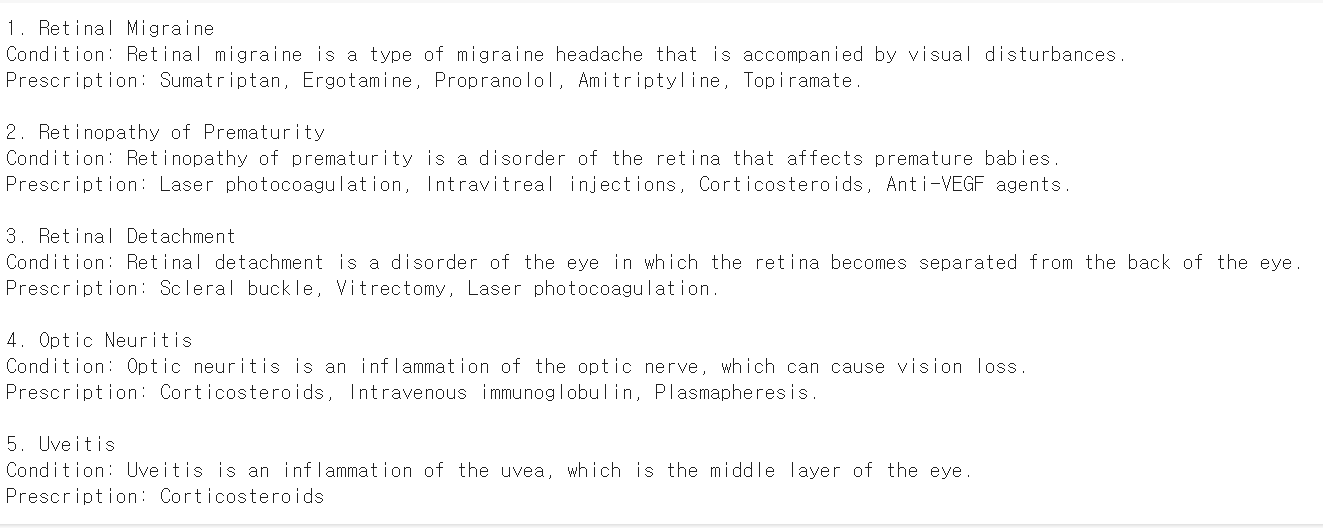 1. Retinal Migraine
Condition: Retinal migraine is a type of migraine headache that is accompanied by visual disturbances.
Prescription: Sumatriptan, Ergotamine, Propranolol, Amitriptyline, Topiramate.
2. Retinopathy of Prematurity
Condition: Retinopathy of prematurity is a disorder of the retina that affects premature babies.
Prescription: Laser photocoagulation, Intravitreal injections, Corticosteroids, Anti-VEGF agents.
3. Retinal Detachment
Condition: Retinal detachment is a disorder of the eye in which the retina becomes separated from the back of the eye.
Prescription: Scleral buckle, Vitrectomy, Laser photocoagulation.
4. Optic Neuritis
Condition: Optic neuritis is an inflammation of the optic nerve, which can cause vision loss.
Prescription: Corticosteroids, Intravenous immunoglobulin, Plasmapheresis.
5. Uveitis
Condition: Uveitis is an inflammation of the uvea, which is the middle layer of the eye.
Prescription: Corticosteroids